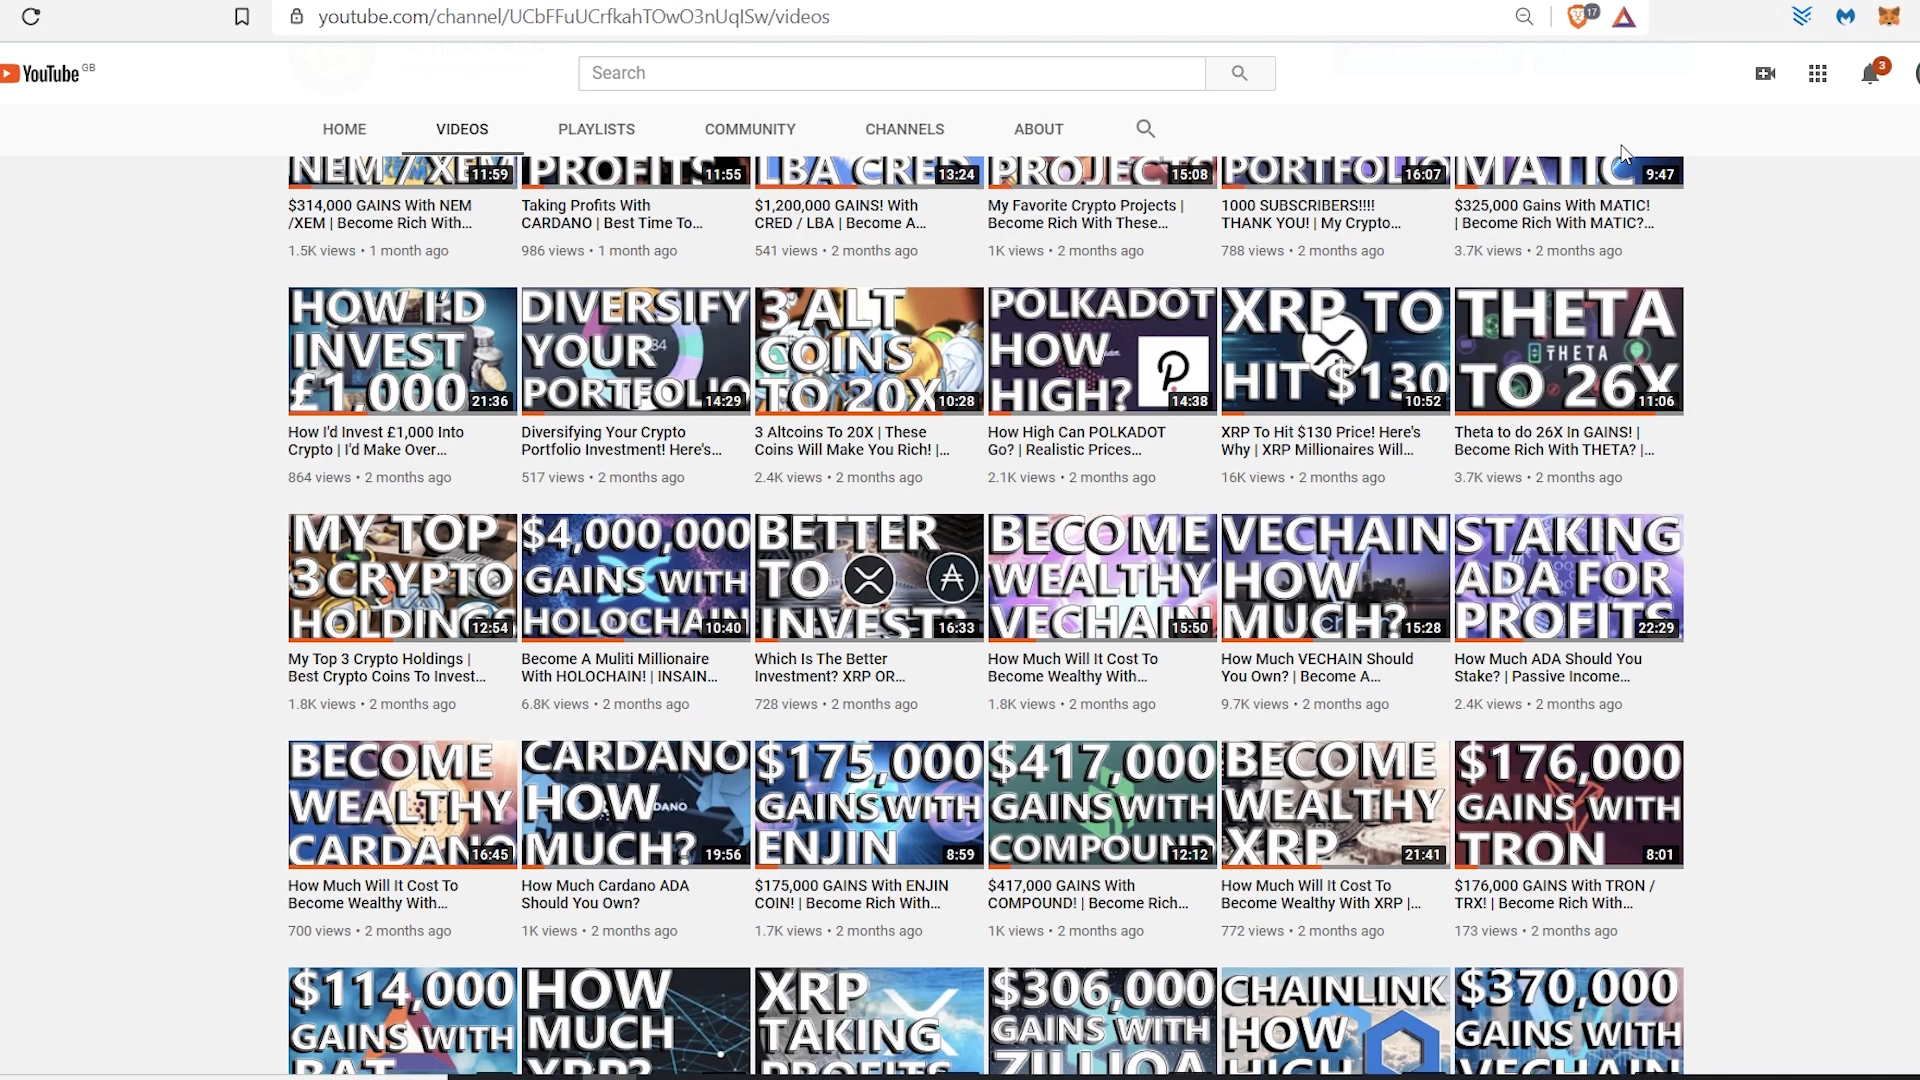 youtube.com/channel/UCbFFuUCrfkahTOwO3nUqISw/videos
17
YouTube GB
Search
3
HOME VIDEOS PLAYLISTS COMMUNITY CHANNELS ABOUT
NEM / XEM 11:59
PROFITS 11:55
LBA CRED 13:24
PROJECTS 15:08
PORTFOLIO 16:07
MATIC 9:47
$314,000 GAINS With NEM
/XEM | Become Rich With...
1.5K views • 1 month ago
Taking Profits With
CARDANO | Best Time To...
986 views • 1 month ago
$1,200,000 GAINS! With
CRED / LBA | Become A...
541 views • 2 months ago
My Favorite Crypto Projects |
Become Rich With These...
1K views • 2 months ago
1000 SUBSCRIBERS!!!!
THANK YOU! | My Crypto...
788 views • 2 months ago
$325,000 Gains With MATIC!
| Become Rich With MATIC?...
3.7K views • 2 months ago
HOW I'D
INVEST
£1,000
21:36
How I'd Invest £1,000 Into
Crypto | I'd Make Over...
864 views • 2 months ago
DIVERSIFY
YOUR
PORTFOLIO
14:29
Diversifying Your Crypto
Portfolio Investment! Here's...
517 views • 2 months ago
3 ALT
COINS
TO 20X
10:28
3 Altcoins To 20X | These
Coins Will Make You Rich! |...
2.4K views • 2 months ago
POLKADOT
HOW
HIGH?
14:38
How High Can POLKADOT
Go? | Realistic Prices...
2.1K views • 2 months ago
XRP TO
HIT $130
10:52
XRP To Hit $130 Price! Here's
Why | XRP Millionaires Will...
16K views • 2 months ago
THETA
THETA
TO 26X
11:06
Theta to do 26X In GAINS! |
Become Rich With THETA? |...
3.7K views • 2 months ago
MY TOP
3 CRYPTO
HOLDINGS
12:54
My Top 3 Crypto Holdings |
Best Crypto Coins To Invest...
1.8K views • 2 months ago
$4,000,000
GAINS WITH
HOLOCHAIN
10:40
Become A Muliti Millionaire
With HOLOCHAIN! | INSAIN...
6.8K views • 2 months ago
BETTER
TO
INVEST
16:33
Which Is The Better
Investment? XRP OR...
728 views • 2 months ago
BECOME
WEALTHY
VECHAIN
15:50
How Much Will It Cost To
Become Wealthy With...
1.8K views • 2 months ago
VECHAIN
HOW
MUCH?
15:28
How Much VECHAIN Should
You Own? | Become A...
9.7K views • 2 months ago
STAKING
ADA FOR
PROFITS
22:29
How Much ADA Should You
Stake? | Passive Income...
2.4K views • 2 months ago
BECOME
WEALTHY
CARDANO
16:45
How Much Will It Cost To
Become Wealthy With...
700 views • 2 months ago
CARDANO
HOW
MUCH?
19:56
How Much Cardano ADA
Should You Own?
1K views • 2 months ago
$175,000
GAINS WITH
ENJIN
8:59
$175,000 GAINS With ENJIN
COIN! | Become Rich With...
1.7K views • 2 months ago
$417,000
GAINS WITH
COMPOUND
12:12
$417,000 GAINS With
COMPOUND! | Become Rich...
1K views • 2 months ago
BECOME
WEALTHY
XRP
21:41
How Much Will It Cost To
Become Wealthy With XRP |...
772 views • 2 months ago
$176,000
GAINS WITH
TRON
8:01
$176,000 GAINS With TRON /
TRX! | Become Rich With...
173 views • 2 months ago
$114,000
GAINS WITH
BAT
HOW
MUCH
XRP?
XRP
TAKING
PROFITS
$306,000
GAINS WITH
ZILLIQA
CHAINLINK
HOW
HIGH
$370,000
GAINS WITH
VECHAIN